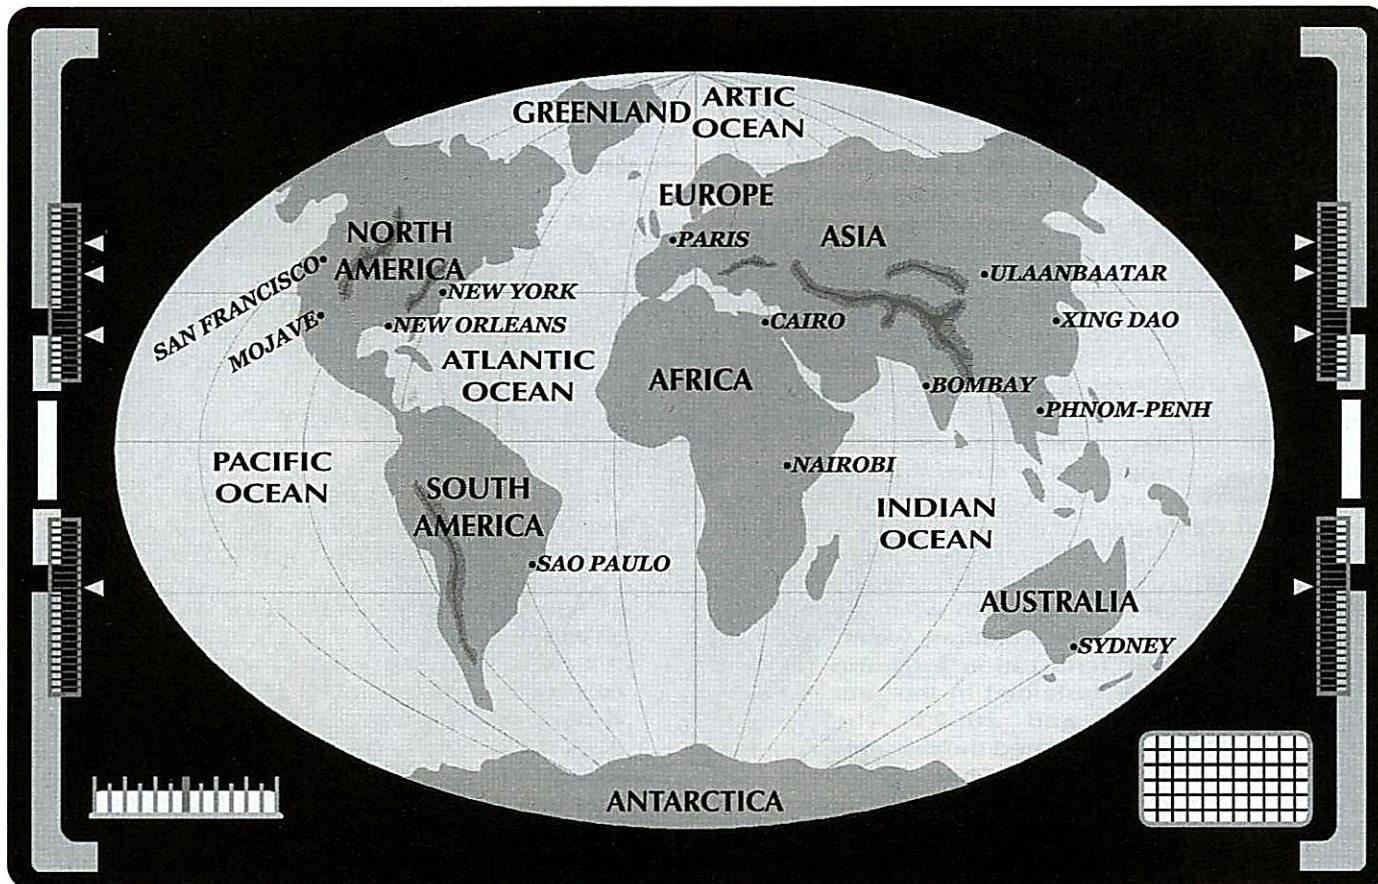 GREENLAND
ARTIC
OCEAN
EUROPE
NORTH
AMERICA
ASIA
•PARIS
SAN FRANCISCO•
•ULAANBAATAR
•NEW YORK
MOJAVE•
•NEW ORLEANS
•CAIRO
•XING DAO
ATLANTIC
OCEAN
AFRICA
•BOMBAY
•PHNOM-PENH
PACIFIC
OCEAN
•NAIROBI
SOUTH
AMERICA
INDIAN
OCEAN
•SAO PAULO
AUSTRALIA
•SYDNEY
ANTARCTICA